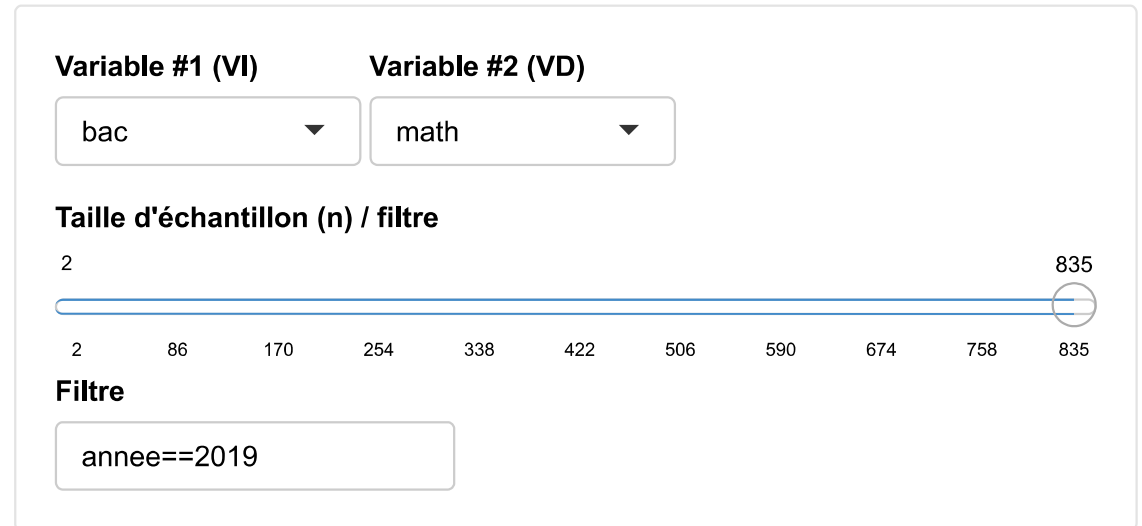 Variable #1 (VI) Variable #2 (VD)
bac math
Taille d'échantillon (n) / filtre
2 835
2 86 170 254 338 422 506 590 674 758 835
Filtre
annee==2019